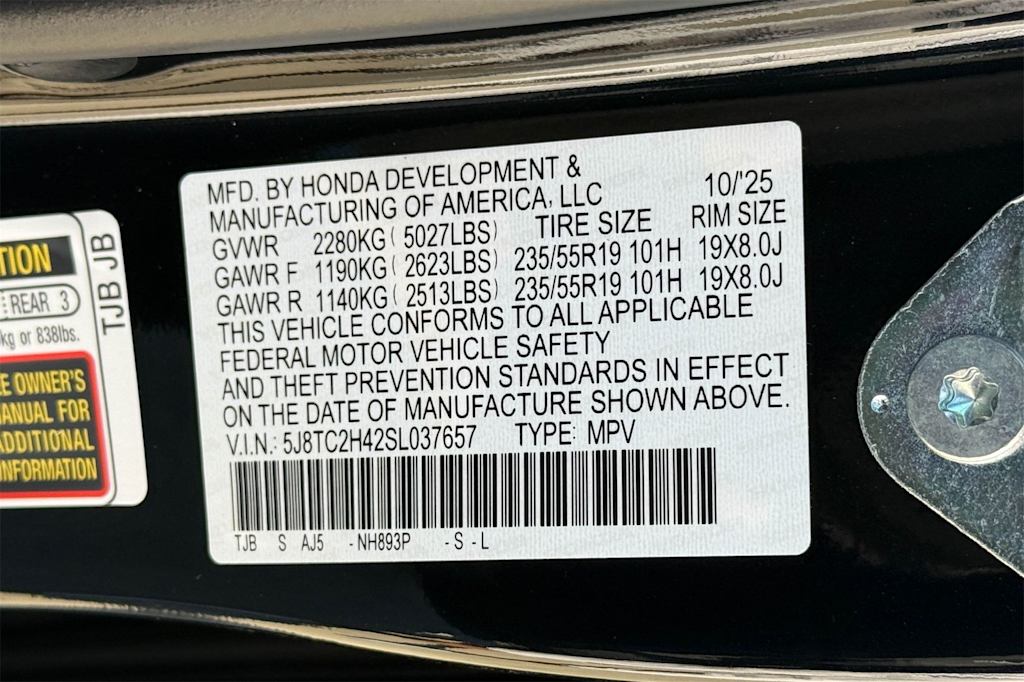 MFD. BY HONDA DEVELOPMENT &
MANUFACTURING OF AMERICA, LLC
10/'25
GVWR 2280KG ( 5027LBS) TIRE SIZE RIM SIZE
GAWR F 1190KG ( 2623LBS) 235/55R19 101H 19X8.0J
GAWR R 1140KG ( 2513LBS) 235/55R19 101H 19X8.0J
THIS VEHICLE CONFORMS TO ALL APPLICABLE
FEDERAL MOTOR VEHICLE SAFETY
AND THEFT PREVENTION STANDARDS IN EFFECT
ON THE DATE OF MANUFACTURE SHOWN ABOVE.
V.I.N.: 5J8TC2H42SL037657 TYPE: MPV
TJB S AJ5 -NH893P -S -L
TION
REAR 3
kg or 838lbs.
E OWNER'S
MANUAL FOR
ADDITIONAL
INFORMATION
TJB JB